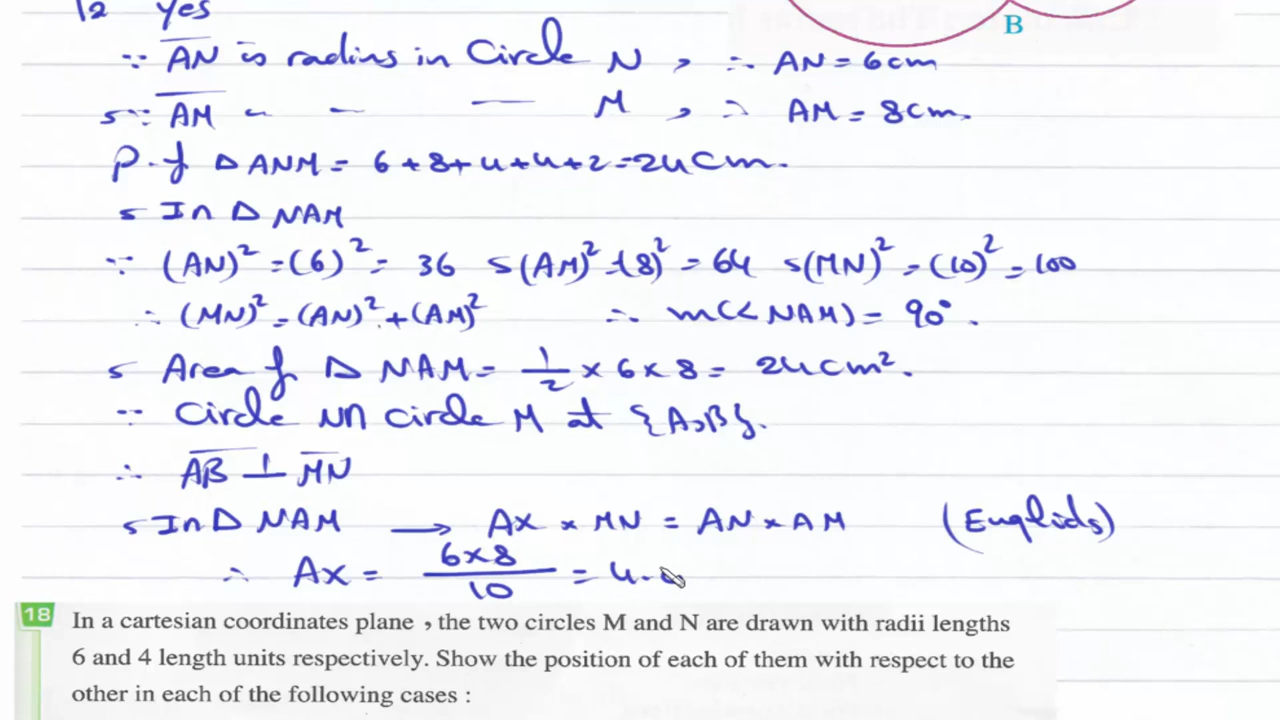 12 Yes
B
∵ AN is radius in Circle N , ∴ AN = 6cm
, ∵ AM 〃 — — M , ∴ AM = 8cm.
P. of Δ ANM = 6 + 8 + 4 + 4 + 2 = 24 cm.
, In Δ NAM
∵ (AN)² = (6)² = 36 , (AM)² = (8)² = 64 , (MN)² = (10)² = 100
∴ (MN)² = (AN)² + (AM)² ∴ m(< NAM) = 90°.
, Area of Δ NAM = 1/2 × 6 × 8 = 24 cm².
∵ Circle N ∩ circle M at {A,B}.
∴ AB ⊥ MN
, In Δ NAM → AX × MN = AN × AM (Euglids)
∴ AX = 6×8/10 = 4.
18 In a cartesian coordinates plane , the two circles M and N are drawn with radii lengths
6 and 4 length units respectively. Show the position of each of them with respect to the
other in each of the following cases :